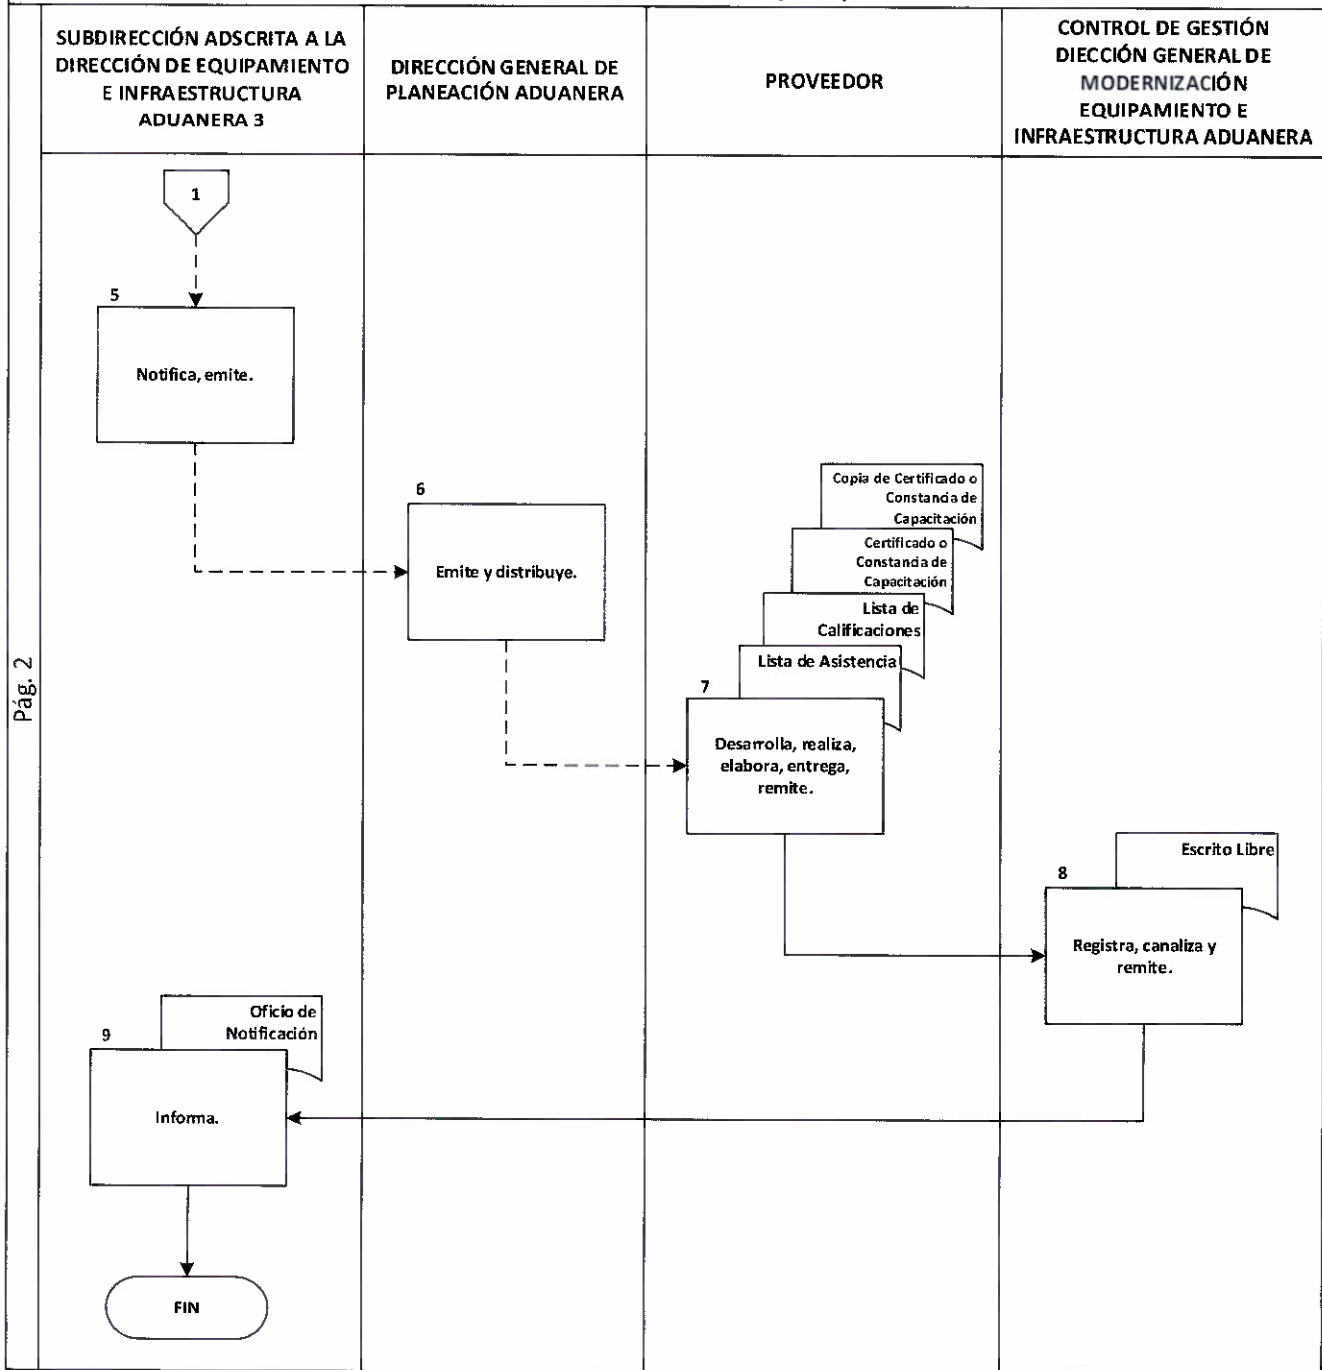 SUBDIRECCIÓN ADSCRITA A LA
DIRECCIÓN DE EQUIPAMIENTO
E INFRAESTRUCTURA
ADUANERA 3
DIRECCIÓN GENERAL DE
PLANEACIÓN ADUANERA
PROVEEDOR
CONTROL DE GESTIÓN
DIECCIÓN GENERAL DE
MODERNIZACIÓN
EQUIPAMIENTO E
INFRAESTRUCTURA ADUANERA
Pág. 2
1
5
Notifica, emite.
6
Emite y distribuye.
Copia de Certificado o
Constancia de
Capacitación
Certificado o
Constancia de
Capacitación
Lista de
Calificaciones
Lista de Asistencia
7
Desarrolla, realiza,
elabora, entrega,
remite.
Escrito Libre
8
Registra, canaliza y
remite.
Oficio de
Notificación
9
Informa.
FIN